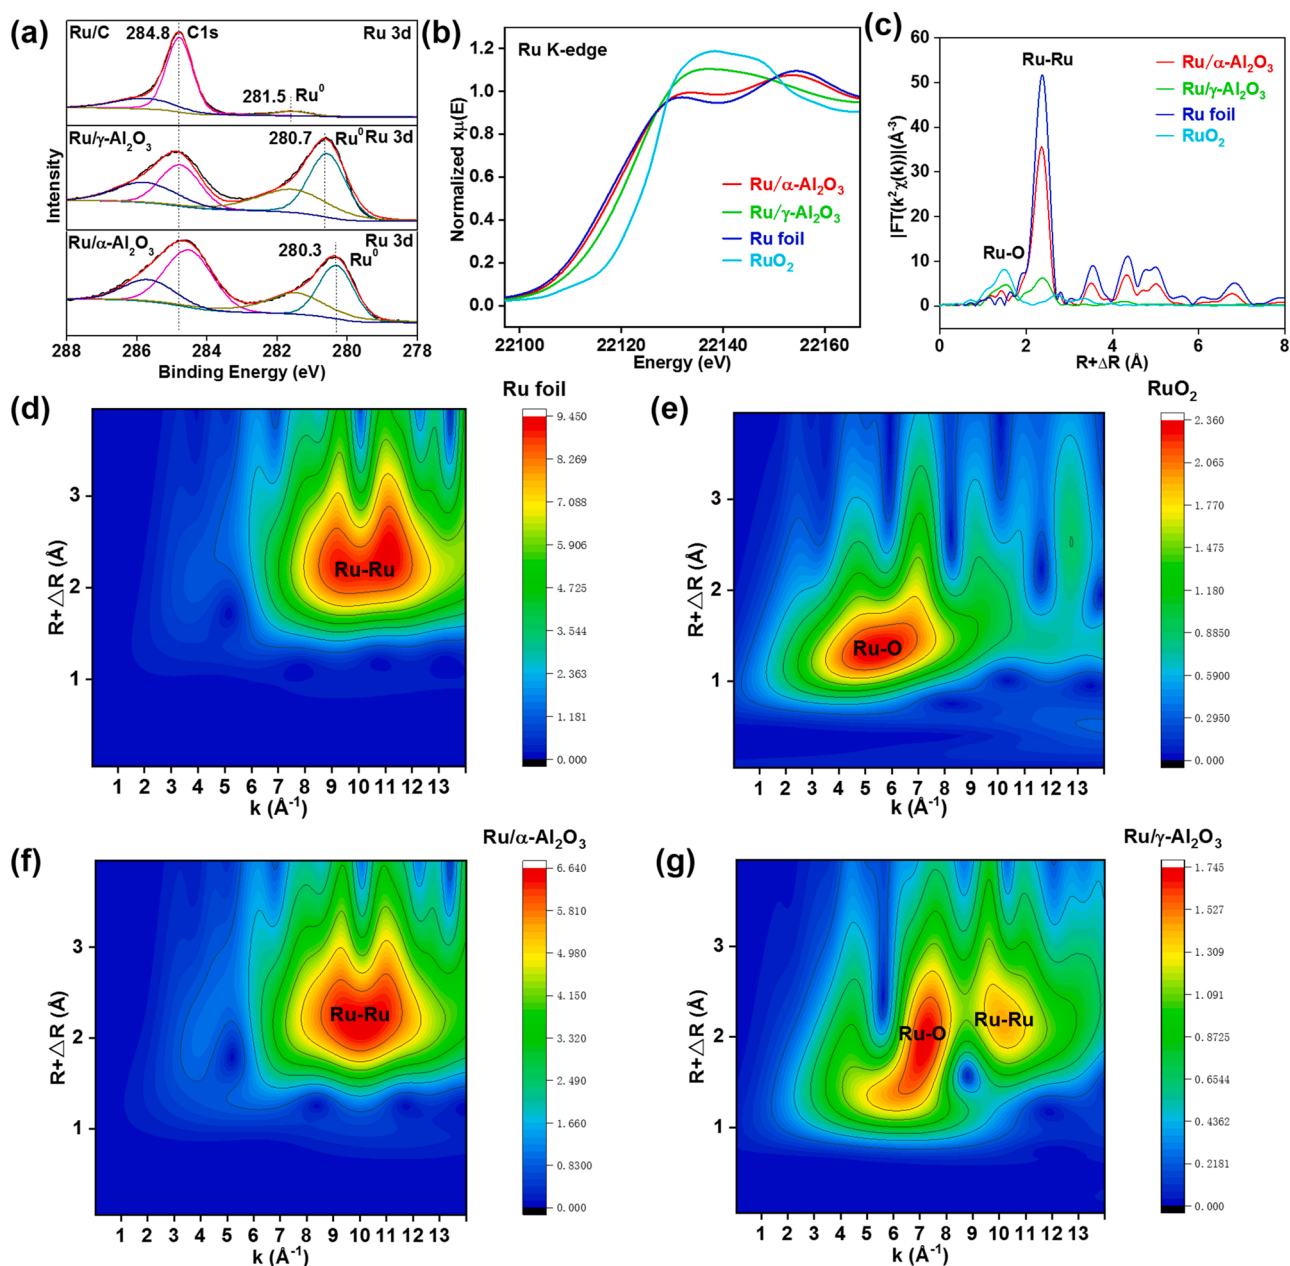 (a)
Ru/C
284.8
C1s
Ru 3d
281.5
Ru⁰
Ru/γ-Al₂O₃
280.7
Ru⁰
Ru 3d
Ru/α-Al₂O₃
280.3
Ru 3d
Ru⁰
Intensity
288 286 284 282 280 278
Binding Energy (eV)
(b)
Ru K-edge
1.2
1.0
0.8
0.6
0.4
0.2
0.0
Normalized xμ(E)
Ru/α-Al₂O₃
Ru/γ-Al₂O₃
Ru foil
RuO₂
22100 22120 22140 22160
Energy (eV)
(c)
60
50
40
30
20
10
0
|FT(k²χ(k))|(Å⁻³)
Ru-Ru
Ru-O
Ru/α-Al₂O₃
Ru/γ-Al₂O₃
Ru foil
RuO₂
0 2 4 6 8
R+ΔR (Å)
(d)
Ru foil
3
2
1
R+△R (Å)
Ru-Ru
1 2 3 4 5 6 7 8 9 10 11 12 13
k (Å⁻¹)
9.450
8.269
7.088
5.906
4.725
3.544
2.363
1.181
0.000
(e)
RuO₂
3
2
1
R+△R (Å)
Ru-O
1 2 3 4 5 6 7 8 9 10 11 12 13
k (Å⁻¹)
2.360
2.065
1.770
1.475
1.180
0.8850
0.5900
0.2950
0.000
(f)
Ru/α-Al₂O₃
3
2
1
R+△R (Å)
Ru-Ru
1 2 3 4 5 6 7 8 9 10 11 12 13
k (Å⁻¹)
6.640
5.810
4.980
4.150
3.320
2.490
1.660
0.8300
0.000
(g)
Ru/γ-Al₂O₃
3
2
1
R+△R (Å)
Ru-O
Ru-Ru
1 2 3 4 5 6 7 8 9 10 11 12 13
k (Å⁻¹)
1.745
1.527
1.309
1.091
0.8725
0.6544
0.4362
0.2181
0.000